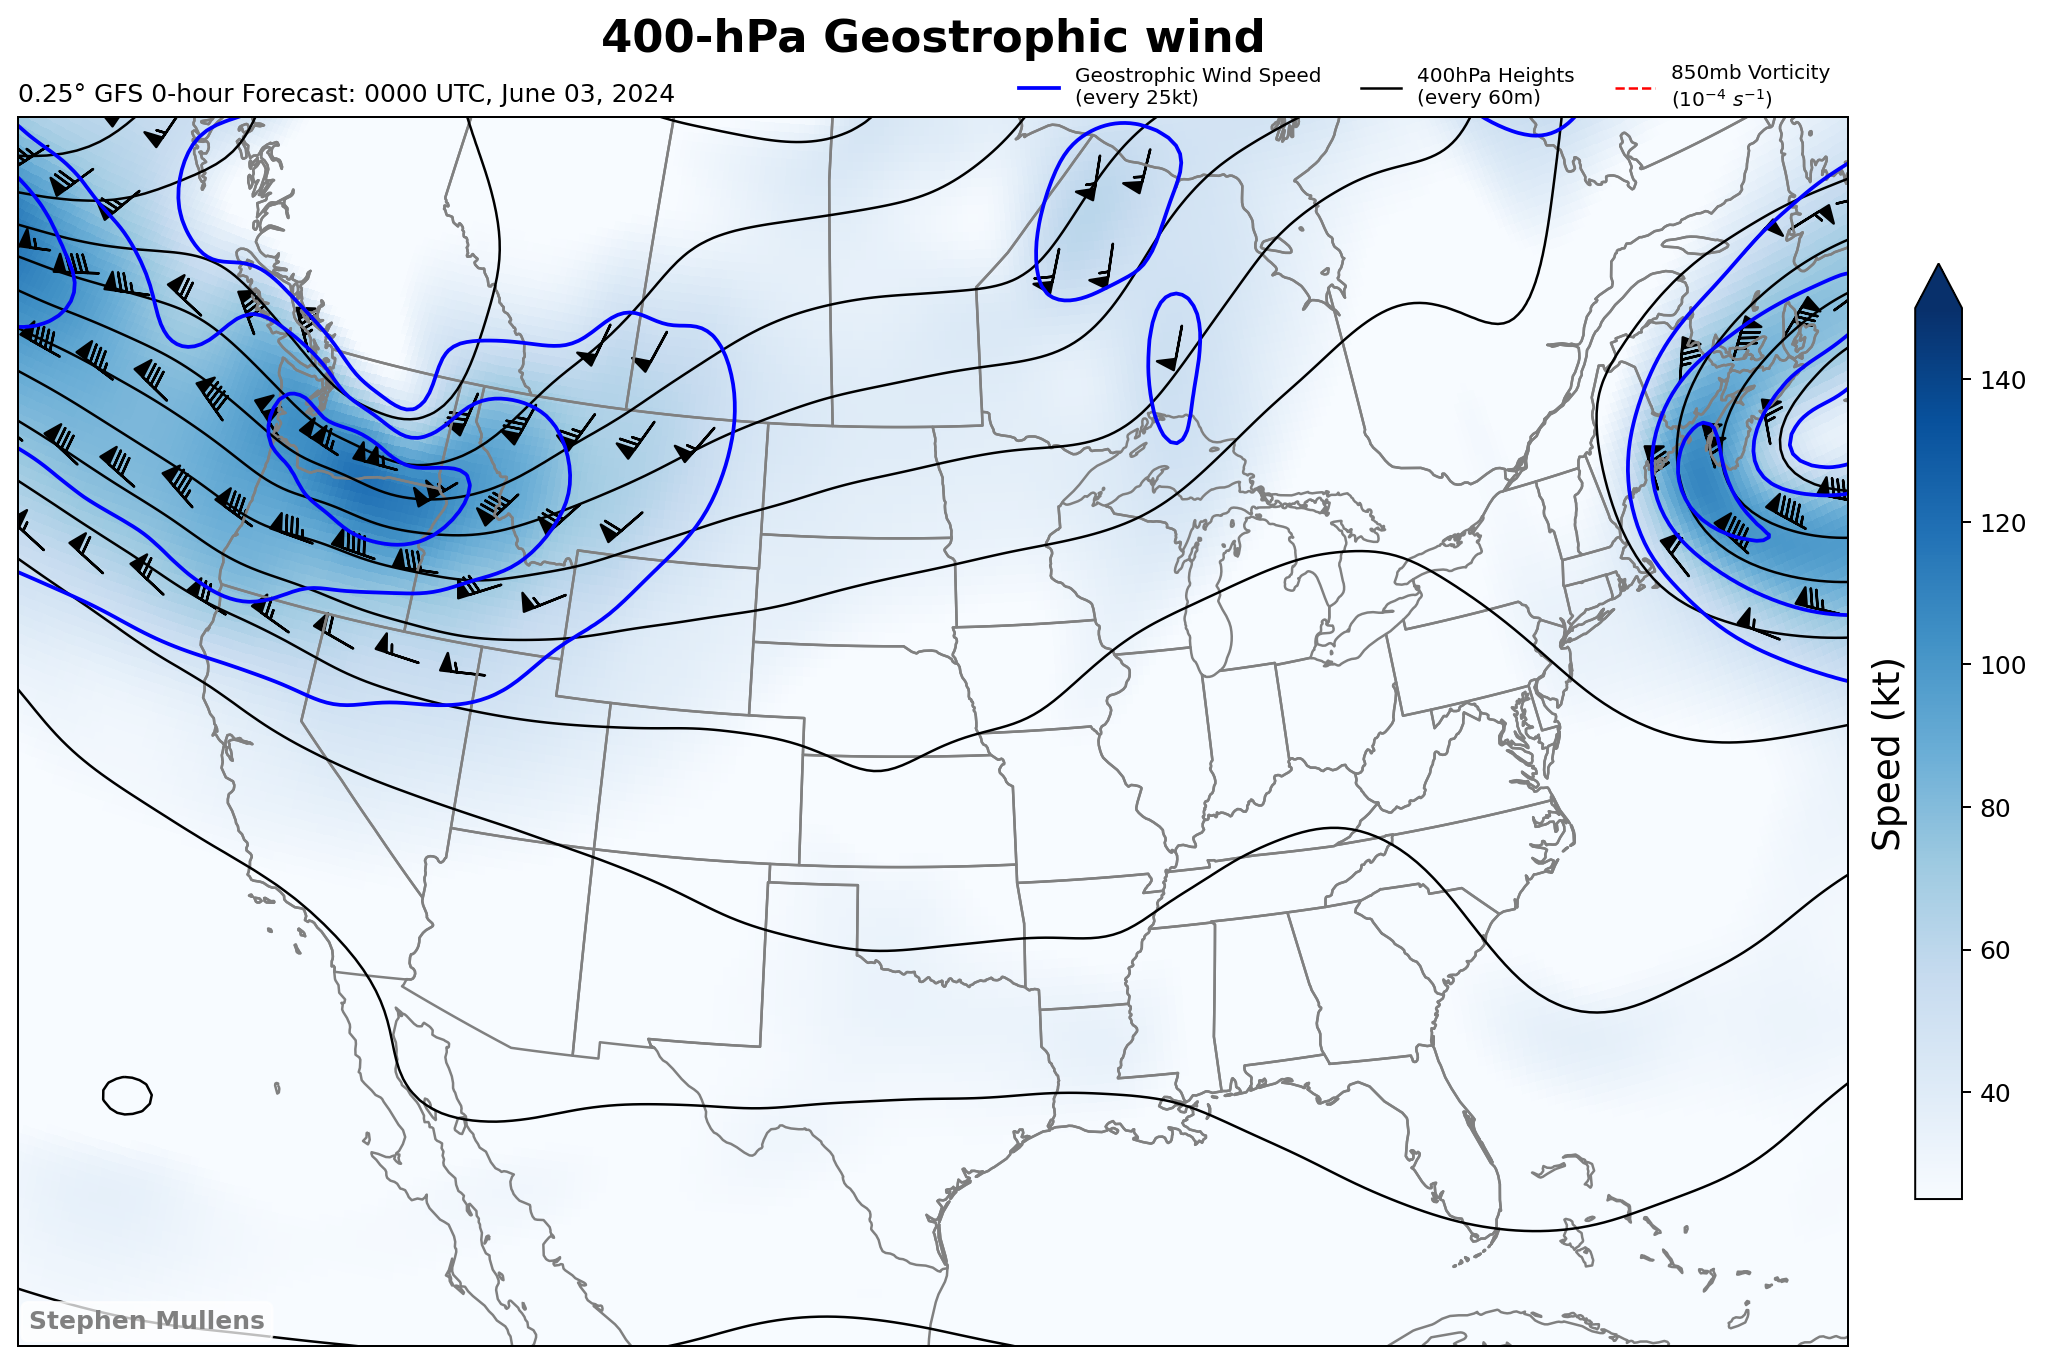 400-hPa Geostrophic wind
0.25° GFS 0-hour Forecast: 0000 UTC, June 03, 2024
Geostrophic Wind Speed
(every 25kt)
400hPa Heights
(every 60m)
850mb Vorticity
(10⁻⁴ s⁻¹)
140
120
100
80
60
40
Speed (kt)
Stephen Mullens